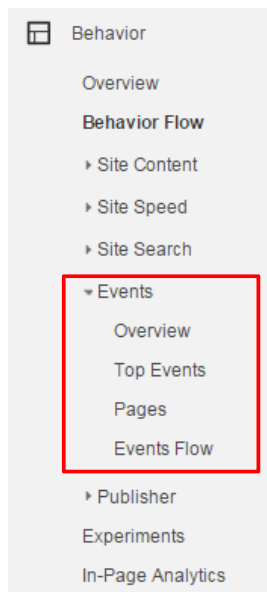 Behavior
Overview
Behavior Flow
Site Content
Site Speed
Site Search
Events
Overview
Top Events
Pages
Events Flow
Publisher
Experiments
In-Page Analytics